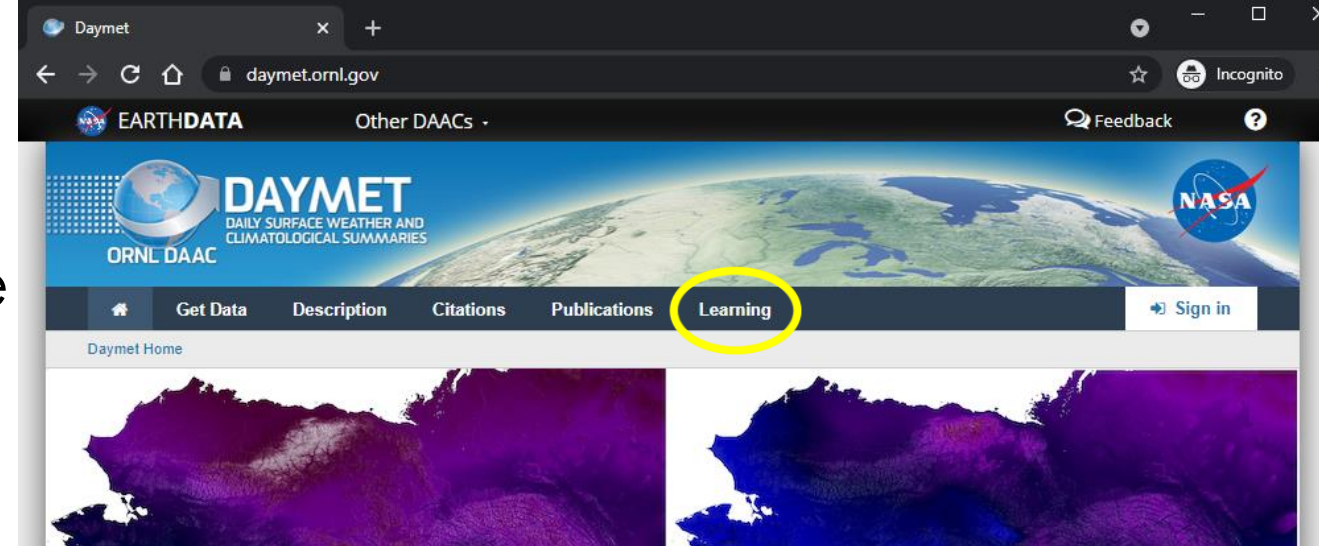 Daymet
daymet.ornl.gov
Incognito
EARTHDATA
Other DAACs
Feedback
?
DAYMET
DAILY SURFACE WEATHER AND
CLIMATOLOGICAL SUMMARIES
ORNL DAAC
NASA
e
Get Data
Description
Citations
Publications
Learning
Sign in
Daymet Home